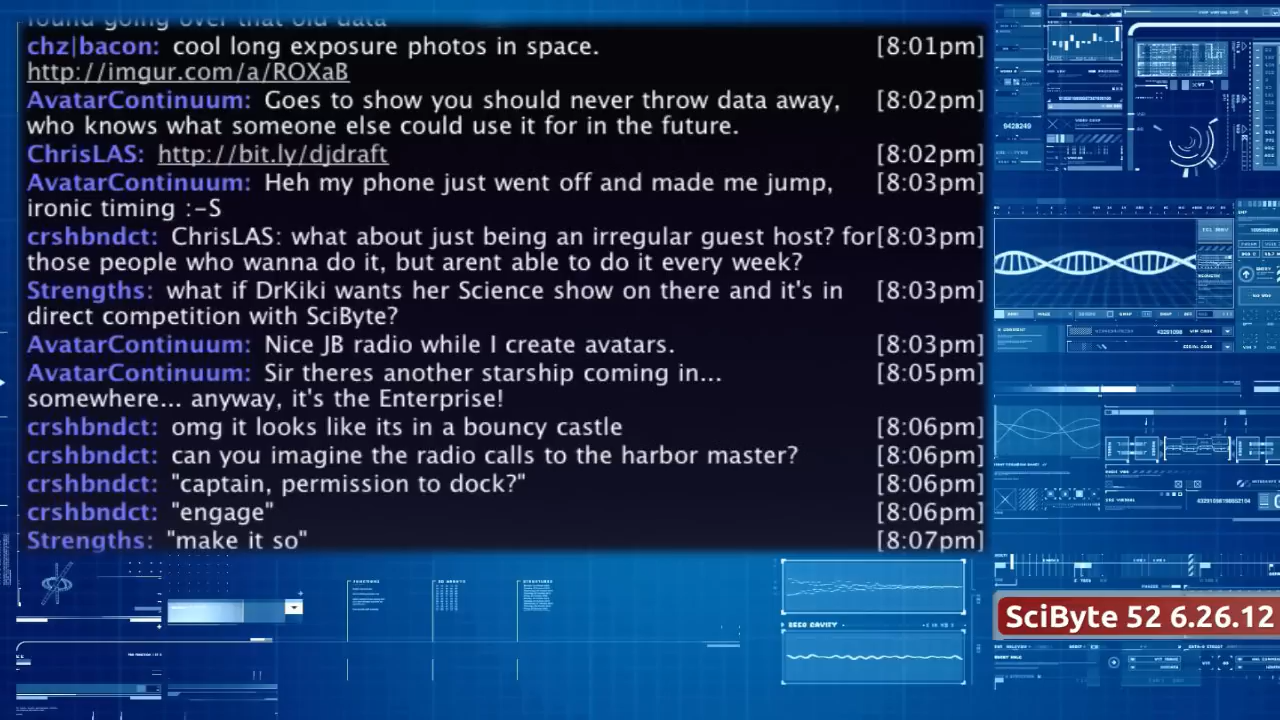 found going over that old data
chz|bacon: cool long exposure photos in space. [8:01pm]
http://imgur.com/a/ROXaB
AvatarContinuum: Goes to show you should never throw data away, [8:02pm]
who knows what someone else could use it for in the future.
ChrisLAS: [8:02pm]
AvatarContinuum: Heh my phone just went off and made me jump, [8:03pm]
ironic timing :-S
crshbndct: ChrisLAS: what about just being an irregular guest host? for [8:03pm]
those people who wanna do it, but arent able to do it every week?
Strengths: what if DrKiki wants her Science show on there and it's in [8:03pm]
direct competition with SciByte?
AvatarContinuum: Nice JB radio while I create avatars. [8:03pm]
AvatarContinuum: Sir theres another starship coming in... [8:05pm]
somewhere... anyway, it's the Enterprise!
crshbndct: omg it looks like its in a bouncy castle [8:06pm]
crshbndct: can you imagine the radio calls to the harbor master? [8:06pm]
crshbndct: "captain, permission to dock?" [8:06pm]
crshbndct: "engage" [8:06pm]
Strengths: "make it so" [8:07pm]
9428249
SciByte 52 6.26.12